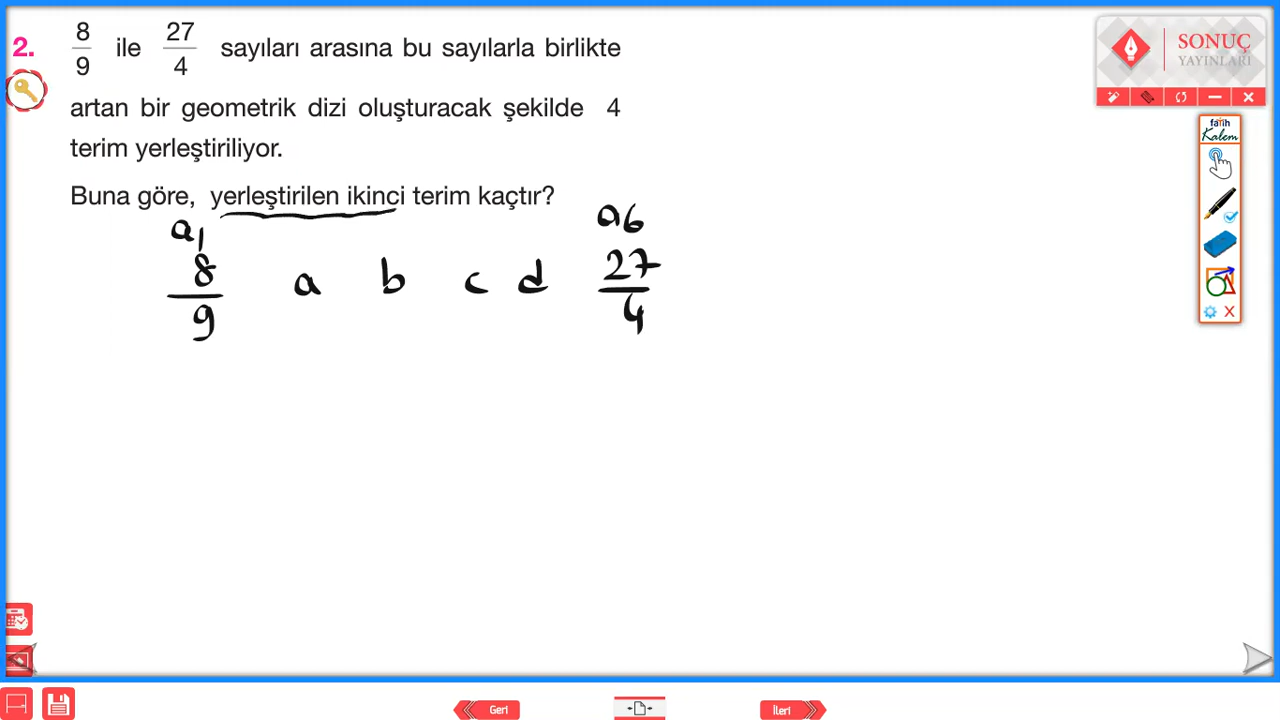 2. 8/9 ile 27/4 sayıları arasına bu sayılarla birlikte
artan bir geometrik dizi oluşturacak şekilde 4
terim yerleştiriliyor.
Buna göre, yerleştirilen ikinci terim kaçtır?
a1 a6
8/9 a b c d 27/4
SONUÇ
YAYINLARI
fatih
Kalem
Geri
İleri